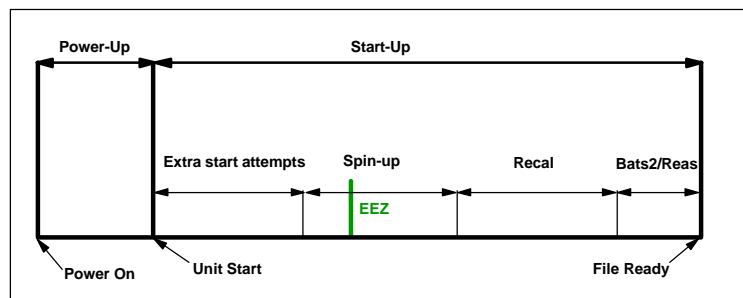 Power-Up
Start-Up
Extra start attempts
Spin-up
Recal
Bats2/Reas
EEZ
Power On
Unit Start
File Ready